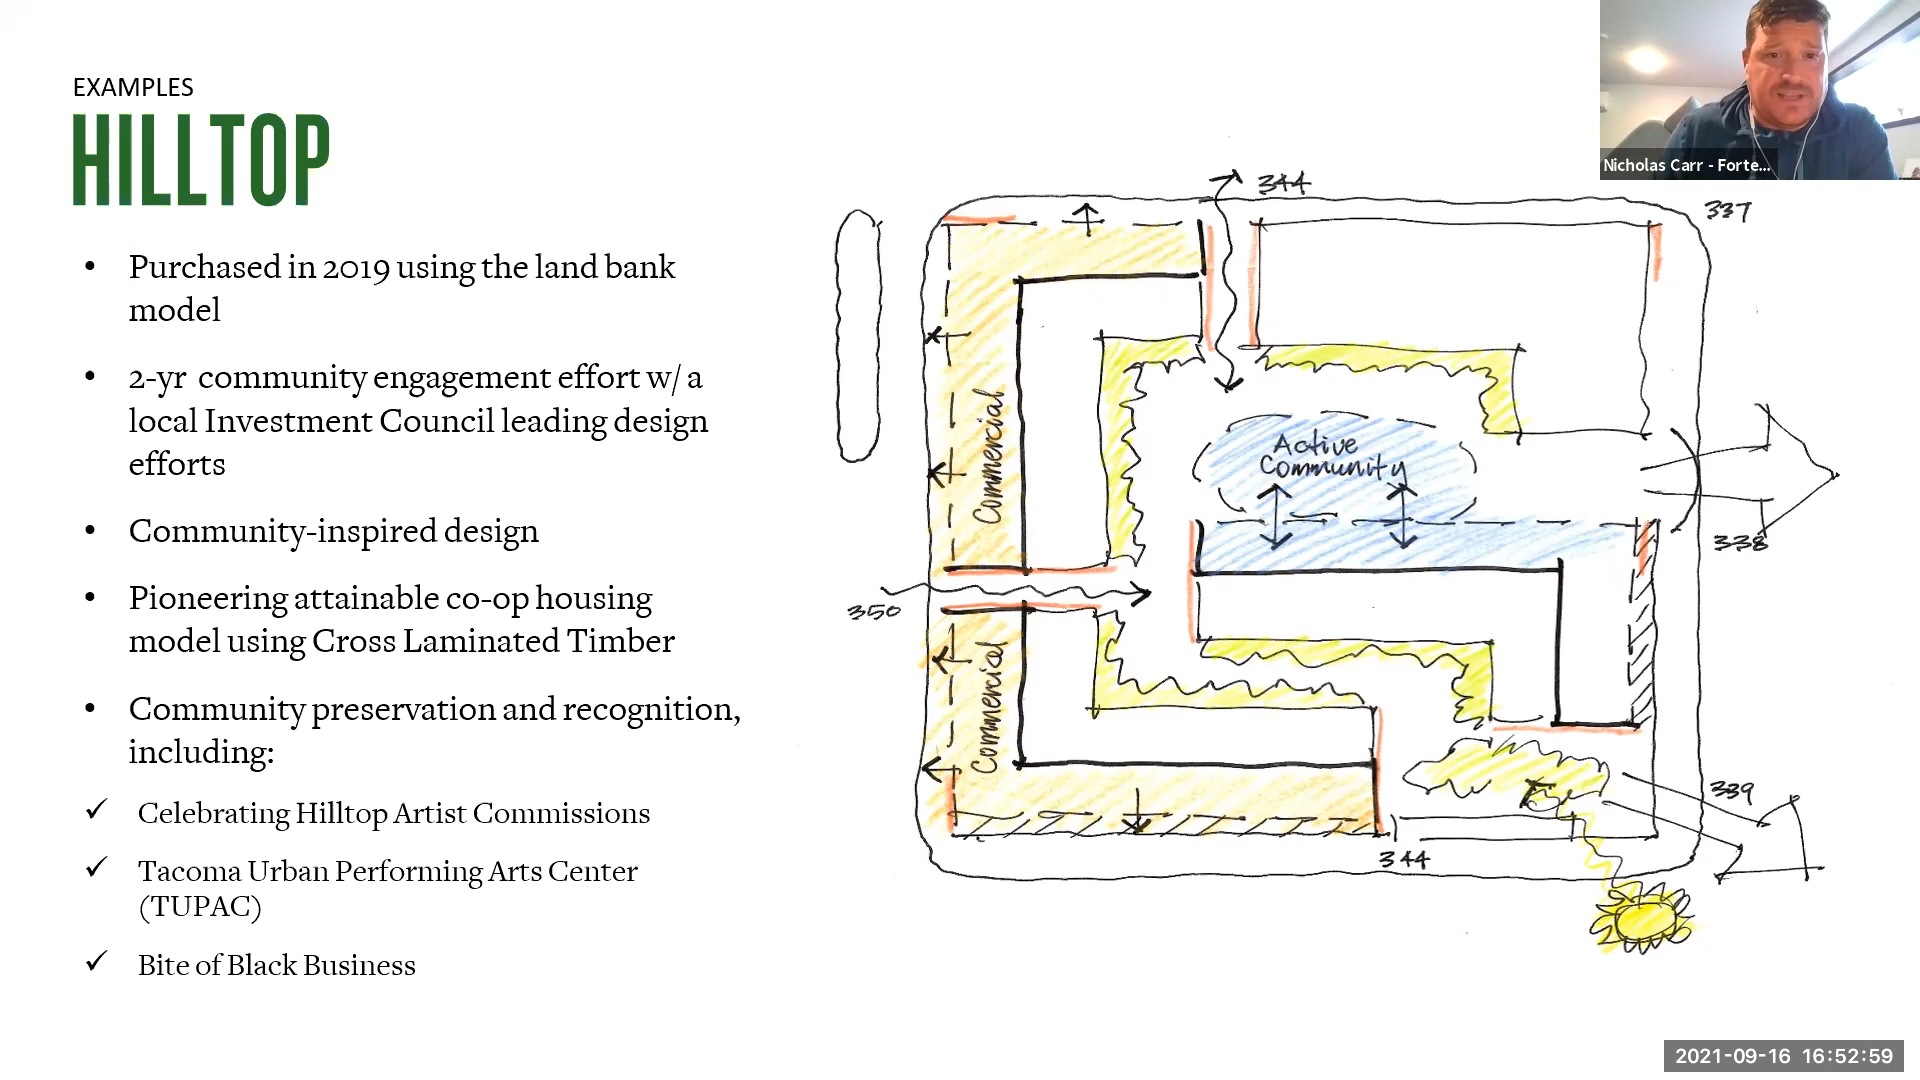 EXAMPLES
HILLTOP
• Purchased in 2019 using the land bank
model
• 2-yr community engagement effort w/ a
local Investment Council leading design
efforts
• Community-inspired design
• Pioneering attainable co-op housing
model using Cross Laminated Timber
• Community preservation and recognition,
including:
✓ Celebrating Hilltop Artist Commissions
✓ Tacoma Urban Performing Arts Center
(TUPAC)
✓ Bite of Black Business
Nicholas Carr - Forte...
344
337
Commercial
Active
Community
338
350
Commercial
339
344
2021-09-16 16:52:59